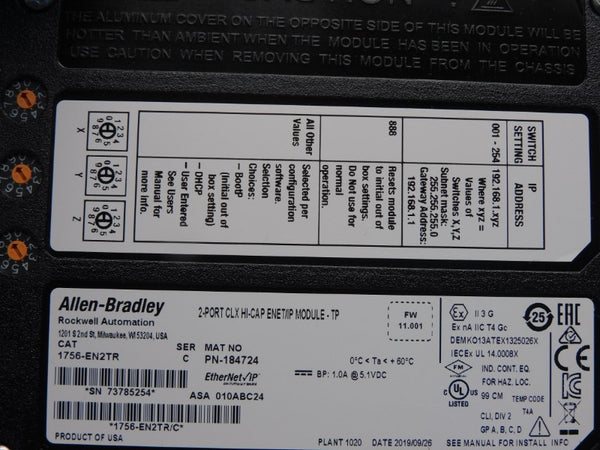 THE ALUMINUM COVER ON THE OPPOSITE SIDE OF THIS MODULE WILL BE
HOTTER THAN AMBIENT WHEN THE MODULE HAS BEEN IN OPERATION
USE CAUTION WHEN REMOVING THIS MODULE FROM THE CHASSIS
SWITCH SETTING
IP ADDRESS
001 - 254
192.168.1.xyz
Where xyz =
Values of
Switches X,Y,Z
Subnet mask:
255.255.255.0
Gateway Address:
192.168.1.1
888
Resets module
to initial out of
box settings.
Do Not use for
normal
operation
All Other
Values
Selected per
configuration
software.
Selection
Choices:
– BootP
(initial out of
box setting)
– DHCP
– User Entered
See Users
Manual for
more Info.
X
Y
Z
Allen-Bradley
Rockwell Automation
1201 S 2nd St, Milwaukee, WI 53204, USA
CAT
1756-EN2TR
2-PORT CLX HI-CAP ENET/IP MODULE - TP
SER
C
MAT NO
PN-184724
EtherNet/IP
ASA 010ABC24
*SN 73785254*
*1756-EN2TR/C*
PRODUCT OF USA
FW
11.001
0°C < Ta < + 60°C
BP: 1.0A @ 5.1VDC
PLANT 1020 DATE 2019/09/26
Ex
II 3 G
Ex nA IIC T4 Gc
DEMKO13ATEX1325026X
IECEx UL 14.0008X
25
EAC
CE
FM
IND. CONT. EQ.
FOR HAZ. LOC.
UL
LISTED
US
99 CM
TEMP CODE
T4A
CLI, DIV 2
GP A, B, C, D
SEE MANUAL FOR INSTALL INFO